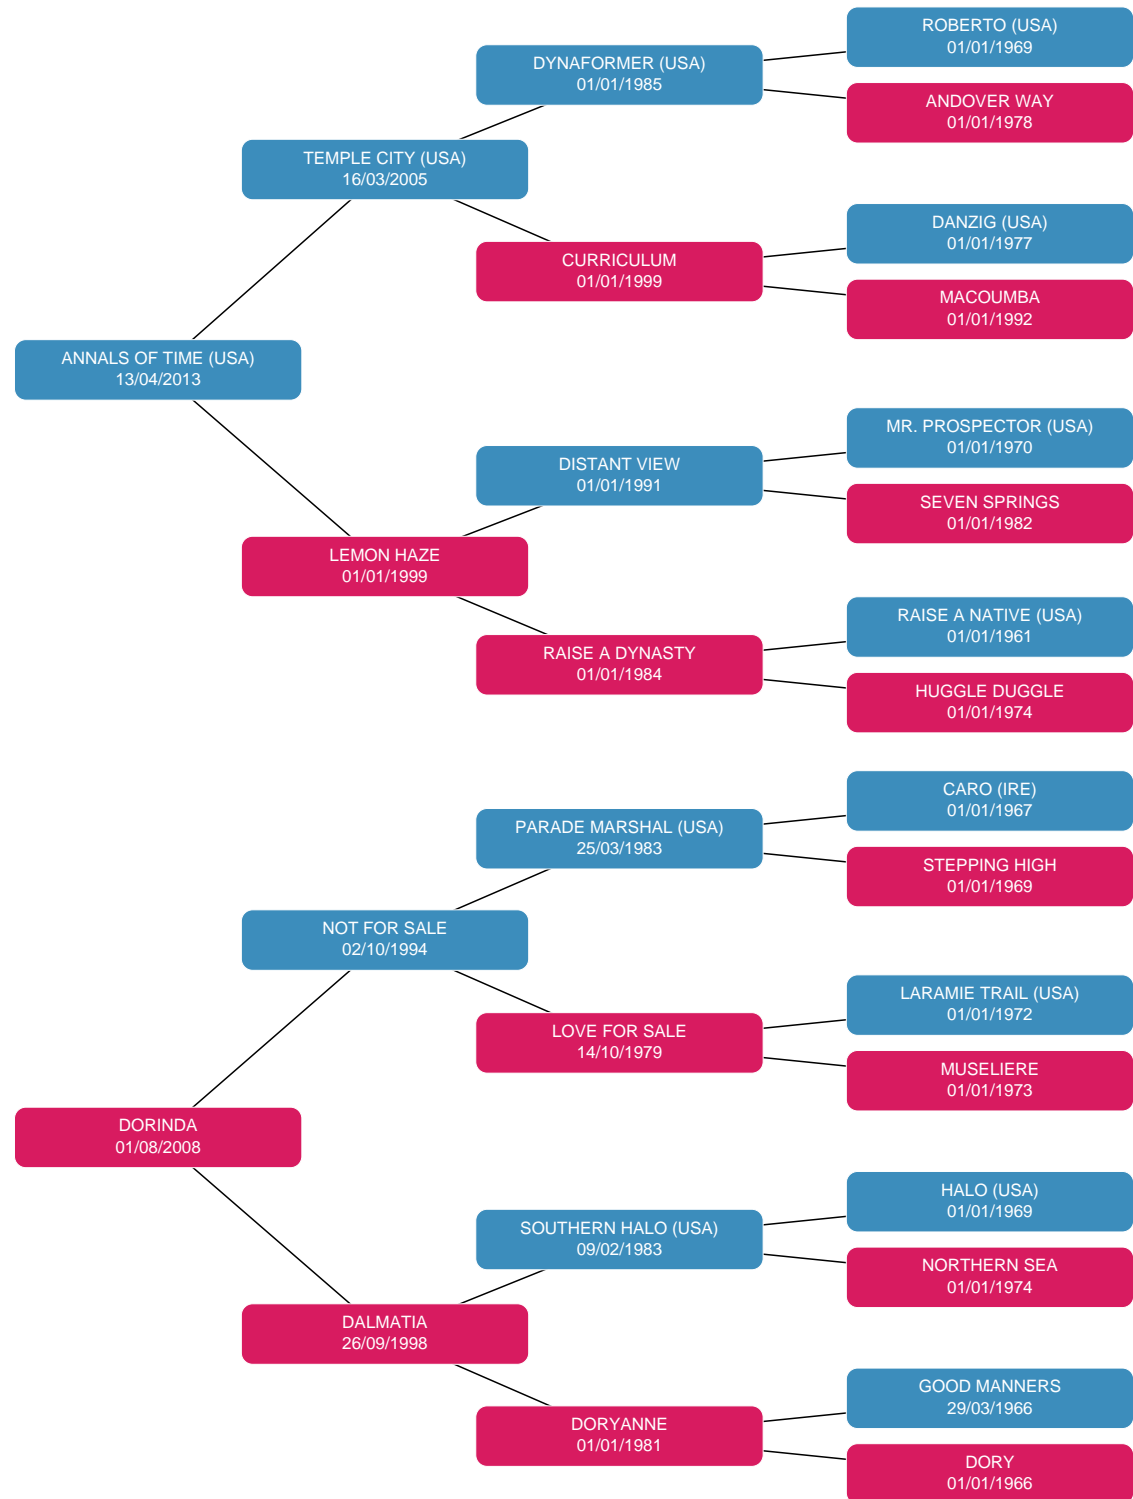 ROBERTO (USA)
01/01/1969
DYNAFORMER (USA)
01/01/1985
ANDOVER WAY
01/01/1978
TEMPLE CITY (USA)
16/03/2005
DANZIG (USA)
01/01/1977
CURRICULUM
01/01/1999
MACOUMBA
01/01/1992
ANNALS OF TIME (USA)
13/04/2013
MR. PROSPECTOR (USA)
01/01/1970
DISTANT VIEW
01/01/1991
SEVEN SPRINGS
01/01/1982
LEMON HAZE
01/01/1999
RAISE A NATIVE (USA)
01/01/1961
RAISE A DYNASTY
01/01/1984
HUGGLE DUGGLE
01/01/1974
CARO (IRE)
01/01/1967
PARADE MARSHAL (USA)
25/03/1983
STEPPING HIGH
01/01/1969
NOT FOR SALE
02/10/1994
LARAMIE TRAIL (USA)
01/01/1972
LOVE FOR SALE
14/10/1979
MUSELIERE
01/01/1973
DORINDA
01/08/2008
HALO (USA)
01/01/1969
SOUTHERN HALO (USA)
09/02/1983
NORTHERN SEA
01/01/1974
DALMATIA
26/09/1998
GOOD MANNERS
29/03/1966
DORYANNE
01/01/1981
DORY
01/01/1966